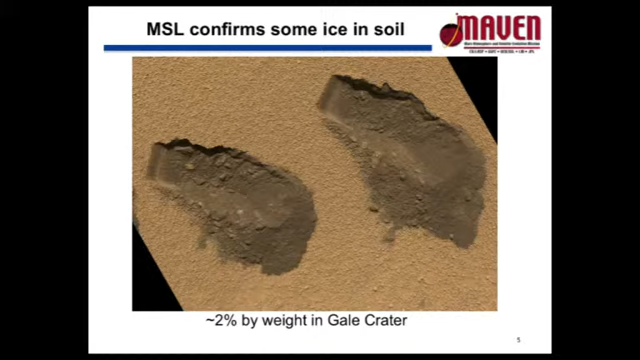 MSL confirms some ice in soil
MAVEN
~2% by weight in Gale Crater
5